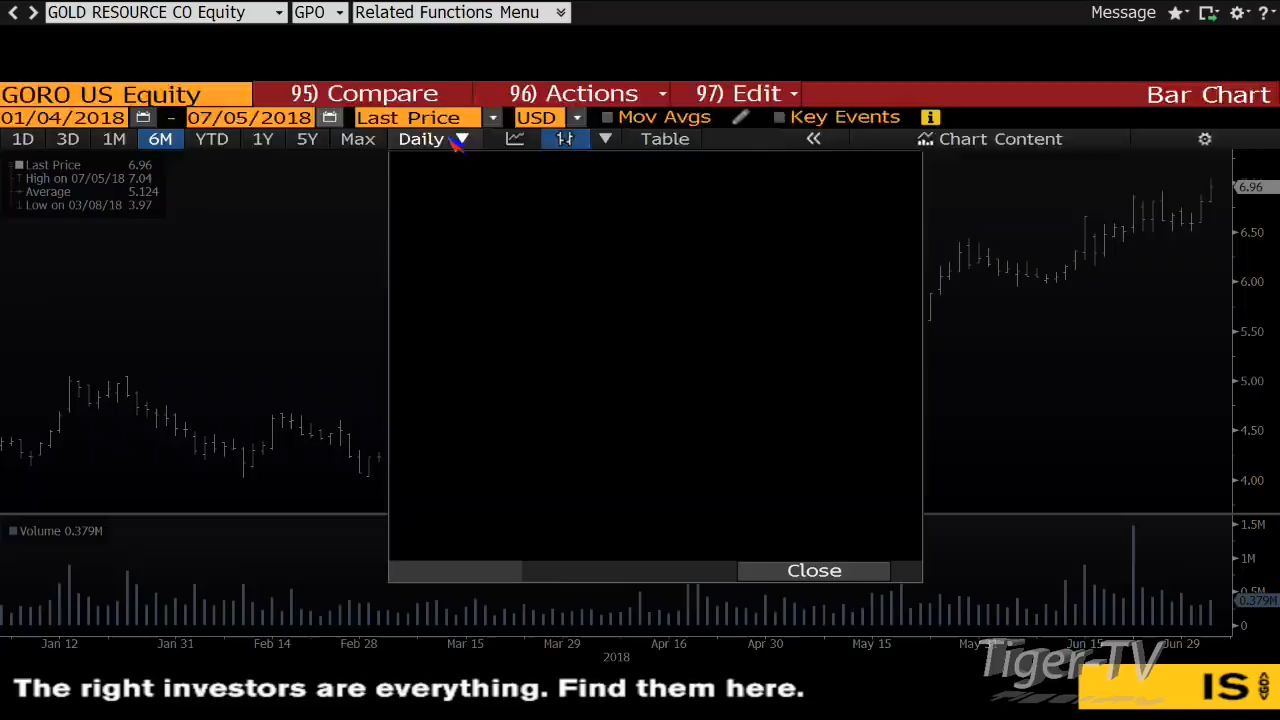 GOLD RESOURCE CO Equity GPO Related Functions Menu Message ?
GORO US Equity 95) Compare 96) Actions 97) Edit Bar Chart
01/04/2018 - 07/05/2018 Last Price USD Mov Avgs Key Events
1D 3D 1M 6M YTD 1Y 5Y Max Daily Table « Chart Content
Last Price 6.96
High on 07/05/18 7.04
Average 5.124
Low on 03/08/18 3.97
6.96
6.50
6.00
5.50
5.00
4.50
4.00
Volume 0.379M
1.5M
1M
0.5M
0.379M
0
Close
Jan 12 Jan 31 Feb 14 Feb 28 Mar 15 Mar 29 Apr 16 Apr 30 May 15 May Jun 15 Jun 29
2018
Tiger-TV
The right investors are everything. Find them here.
IS